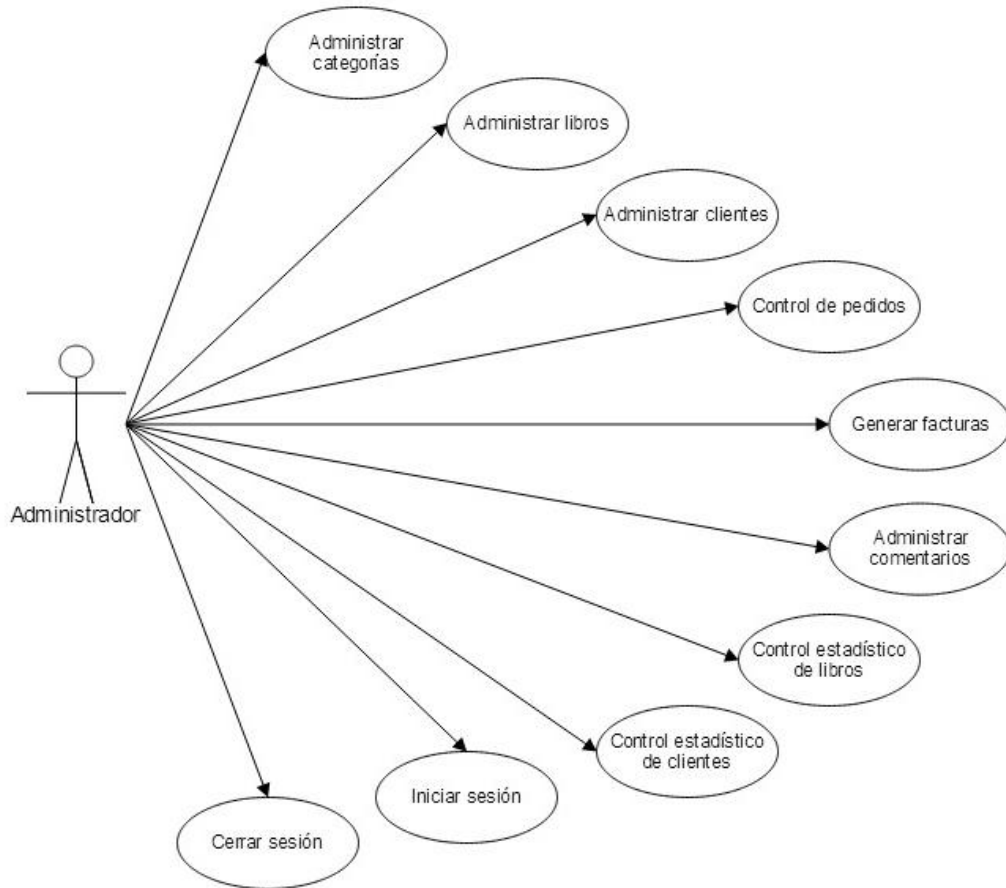 Administrar
categorías
Administrar libros
Administrar clientes
Control de pedidos
Generar facturas
Administrador
Administrar
comentarios
Control estadístico
de libros
Control estadístico
de clientes
Iniciar sesión
Cerrar sesión